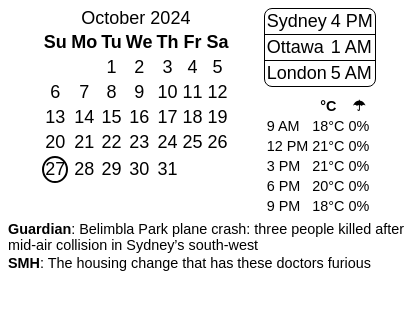 October 2024
Su Mo Tu We Th Fr Sa
1 2 3 4 5
6 7 8 9 10 11 12
13 14 15 16 17 18 19
20 21 22 23 24 25 26
27 28 29 30 31
Sydney 4 PM
Ottawa 1 AM
London 5 AM
°C ☂
9 AM 18°C 0%
12 PM 21°C 0%
3 PM 21°C 0%
6 PM 20°C 0%
9 PM 18°C 0%
Guardian: Belimbla Park plane crash: three people killed after
mid-air collision in Sydney's south-west
SMH: The housing change that has these doctors furious